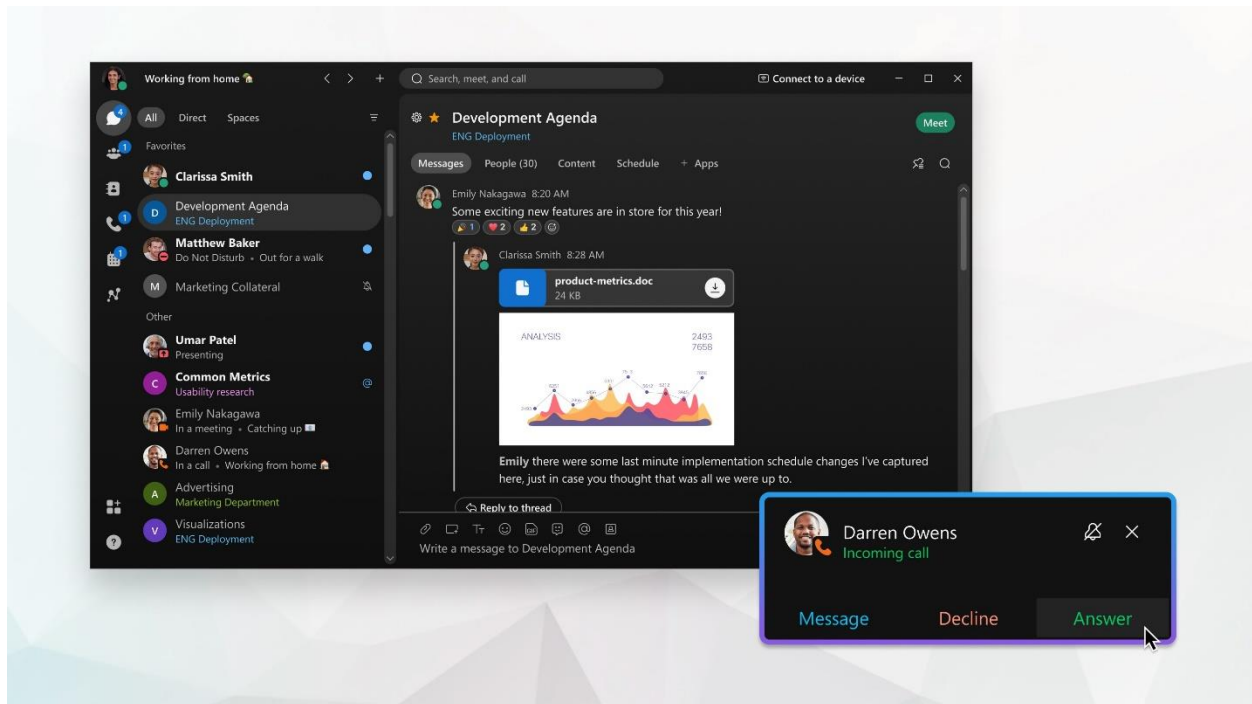 Working from home
Search, meet, and call
Connect to a device
4
All
Direct
Spaces
1
Favorites
Clarissa Smith
D
Development Agenda
ENG Deployment
1
Matthew Baker
Do Not Disturb • Out for a walk
1
M
Marketing Collateral
Other
Umar Patel
Presenting
C
Common Metrics
@
Usability research
Emily Nakagawa
In a meeting • Catching up
Darren Owens
In a call • Working from home
A
Advertising
Marketing Department
V
Visualizations
ENG Deployment
?
Development Agenda
ENG Deployment
Meet
Messages
People (30)
Content
Schedule
+ Apps
Emily Nakagawa 8:20 AM
Some exciting new features are in store for this year!
1
2
2
Clarissa Smith 8:28 AM
product-metrics.doc
24 KB
ANALYSIS
2493
7658
Emily there were some last minute implementation schedule changes I've captured
here, just in case you thought that was all we were up to.
Reply to thread
Write a message to Development Agenda
Darren Owens
Incoming call
Message
Decline
Answer